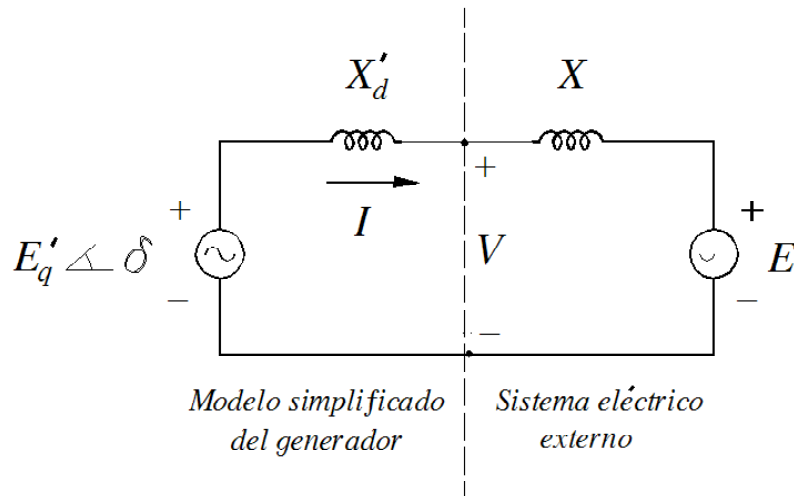 X'd X
+
I
+ +
E'q ∡ δ V E
− − −
Modelo simplificado
del generador
Sistema eléctrico
externo